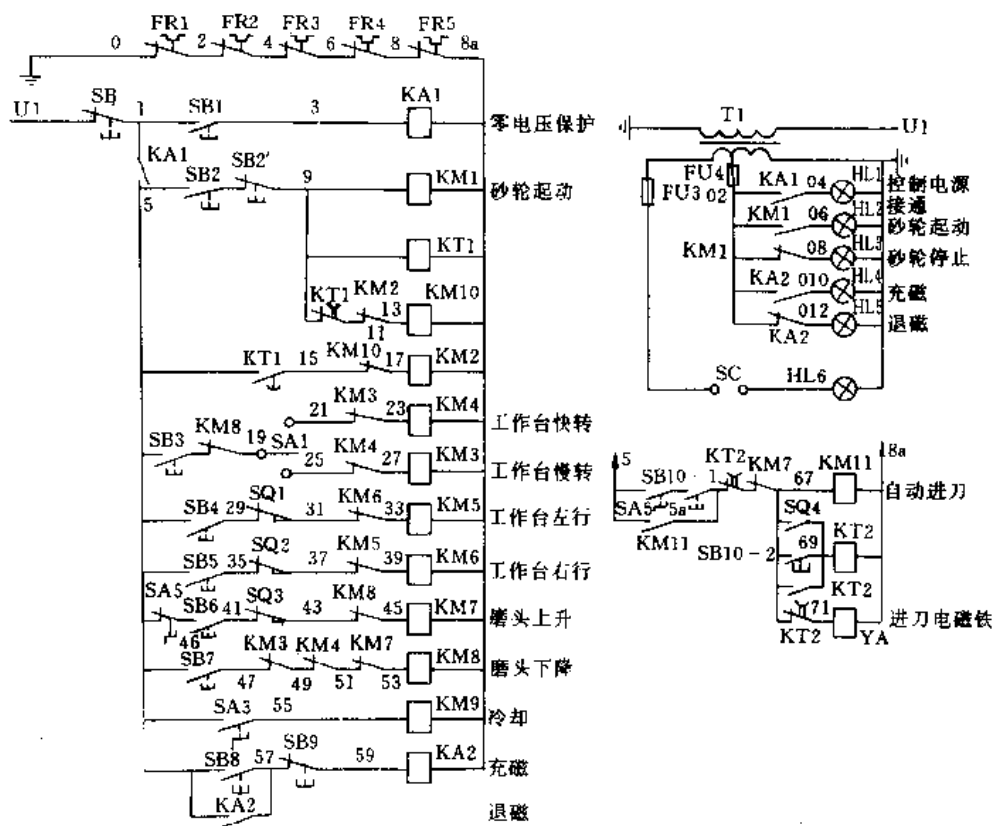 FR1 FR2 FR3 FR4 FR5
0 2 4 6 8 8a
U1 SB 1 SB1 3 KA1 零电压保护
KA1
5 SB2 SB2' 9 KM1 砂轮起动
KT1
KT1 KM2 13 KM10
11
KT1 15 KM10 17 KM2
21 KM3 23 KM4 工作台快转
SB3 KM8 19 SA1
25 KM4 27 KM3 工作台慢转
SB4 29 SQ1 31 KM6 33 KM5 工作台左行
SB5 35 SQ2 37 KM5 39 KM6 工作台右行
SA5 46 SB6 41 SQ3 43 KM8 45 KM7 磨头上升
SB7 47 KM3 49 KM4 51 KM7 53 KM8 磨头下降
SA3 55 KM9 冷却
SB8 57 SB9 59 KA2 充磁
KA2
退磁
T1 U1
FU3 FU4 02
KA1 04 HL1 控制电源
接通
KM1 06 HL2 砂轮起动
KM1 08 HL3 砂轮停止
KA2 010 HL4 充磁
012 HL5 退磁
KA2
SC HL6
5 18a
SB10 1 KT2 KM7 67 KM11 自动进刀
SA5 5a
KM11
SQ4
SB10-2 69 KT2
KT2
KT2 71 YA 进刀电磁铁